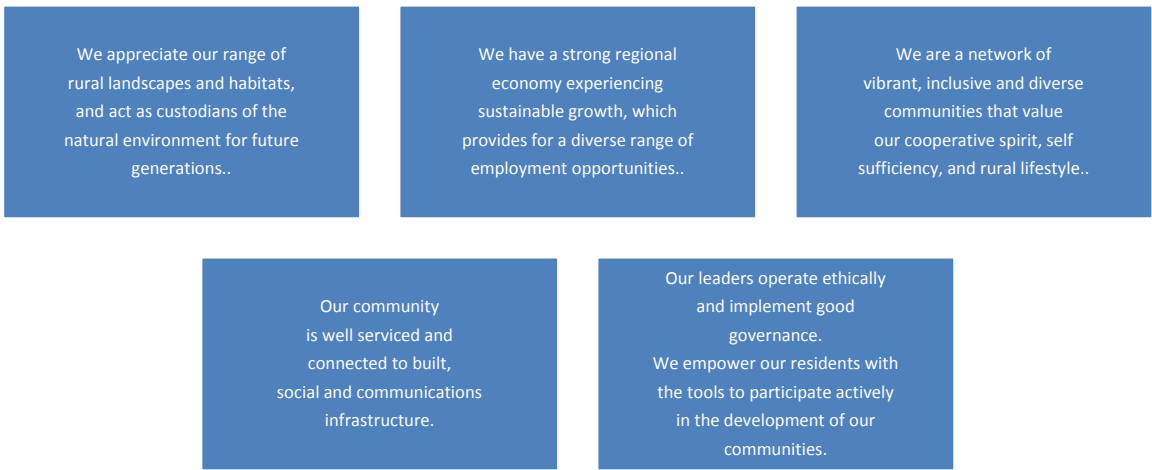 We appreciate our range of
rural landscapes and habitats,
and act as custodians of the
natural environment for future
generations..
We have a strong regional
economy experiencing
sustainable growth, which
provides for a diverse range of
employment opportunities..
We are a network of
vibrant, inclusive and diverse
communities that value
our cooperative spirit, self
sufficiency, and rural lifestyle..
Our community
is well serviced and
connected to built,
social and communications
infrastructure.
Our leaders operate ethically
and implement good
governance.
We empower our residents with
the tools to participate actively
in the development of our
communities.